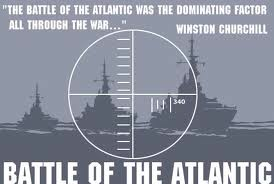 "THE BATTLE OF THE ATLANTIC WAS THE DOMINATING FACTOR
ALL THROUGH THE WAR..."
WINSTON CHURCHILL
340
BATTLE OF THE ATLANTIC